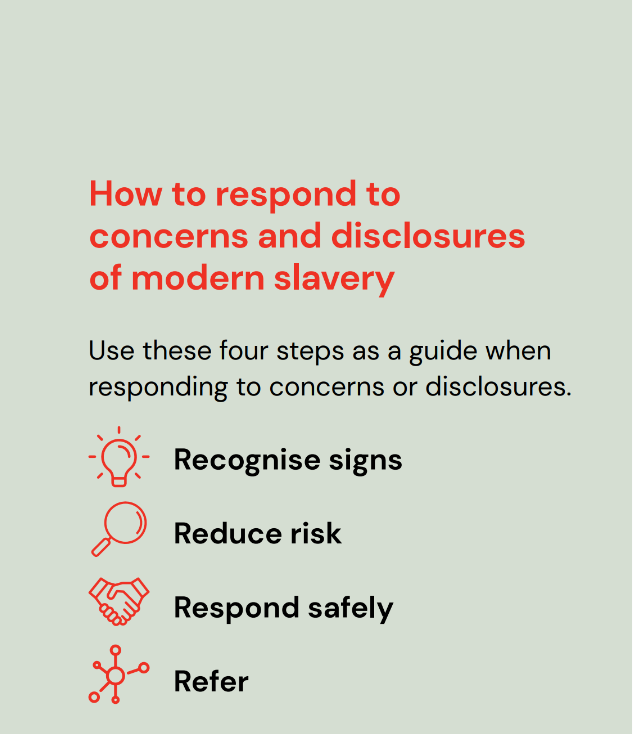 How to respond to
concerns and disclosures
of modern slavery
Use these four steps as a guide when
responding to concerns or disclosures.
Recognise signs
Reduce risk
Respond safely
Refer